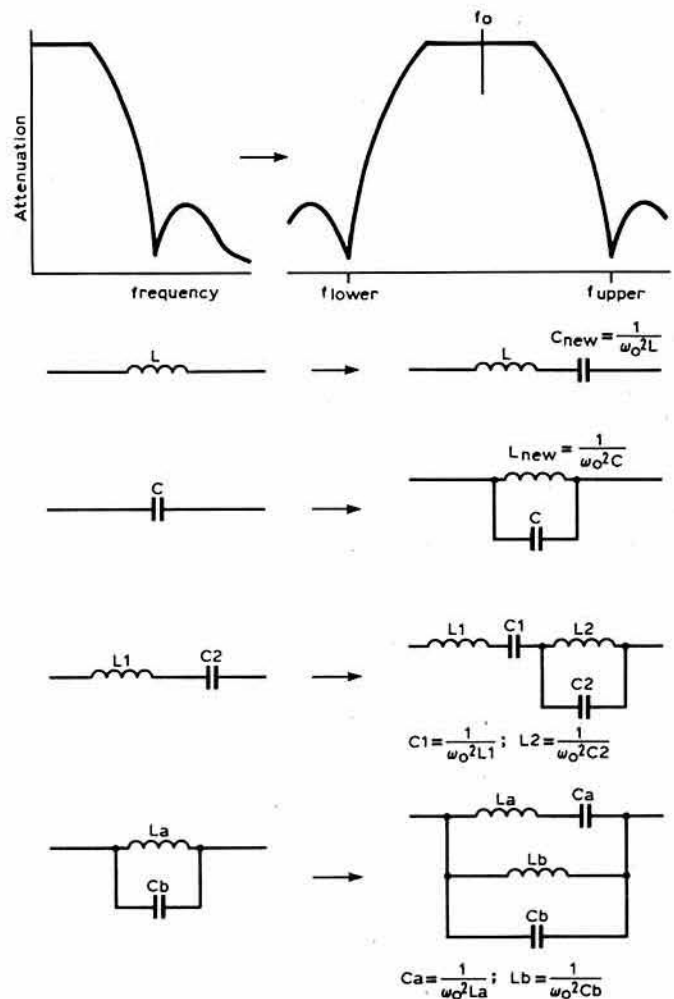 fo
Attenuation
frequency
flower
fupper
L
L
Cnew=1/ωo²L
C
Lnew=1/ωo²C
C
L1
C2
L1
C1
L2
C2
C1=1/ωo²L1; L2=1/ωo²C2
La
Cb
La
Ca
Lb
Cb
Ca=1/ωo²La; Lb=1/ωo²Cb